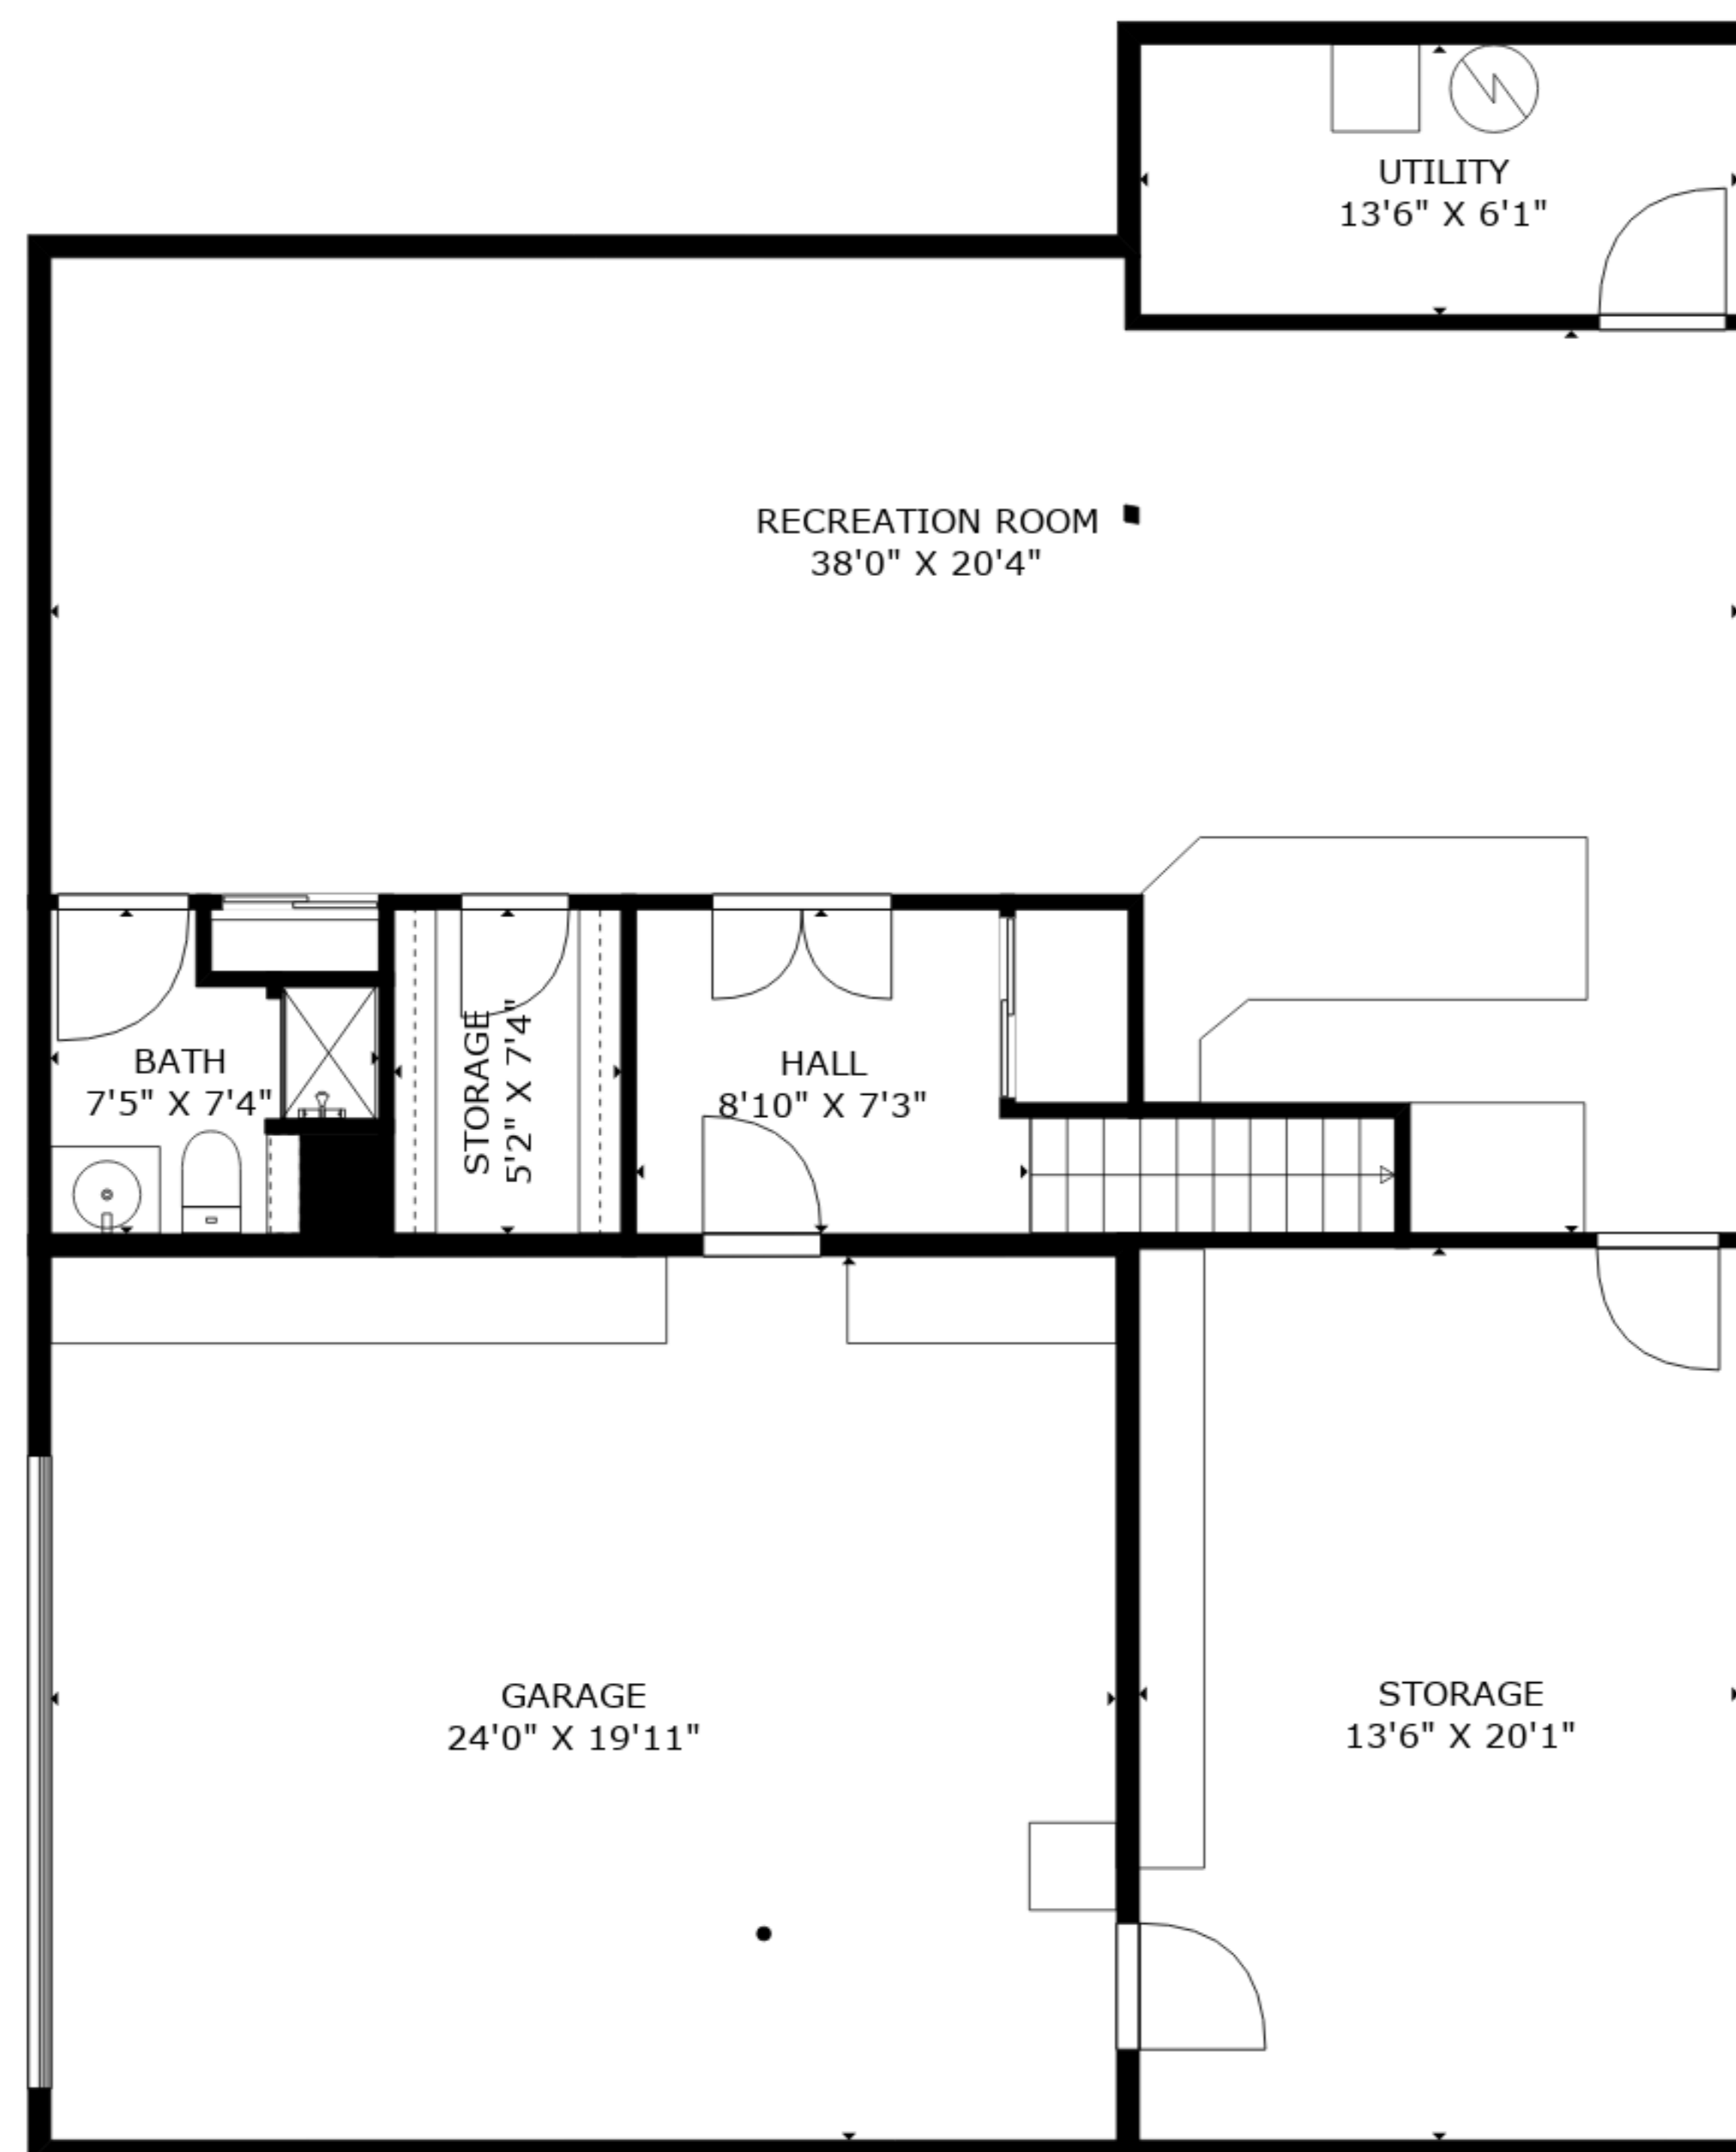 UTILITY
13'6" X 6'1"
RECREATION ROOM
38'0" X 20'4"
BATH
7'5" X 7'4"
STORAGE
5'2" X 7'4"
HALL
8'10" X 7'3"
GARAGE
24'0" X 19'11"
STORAGE
13'6" X 20'1"